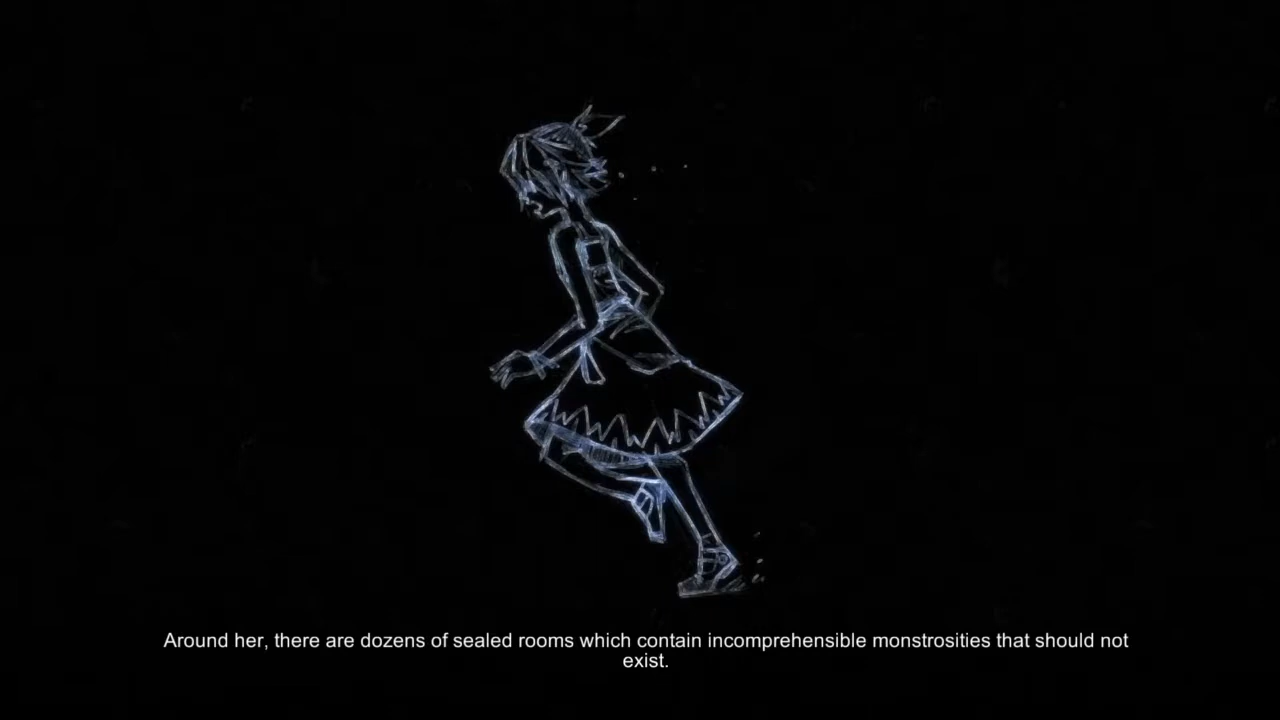 Around her, there are dozens of sealed rooms which contain incomprehensible monstrosities that should not
exist.